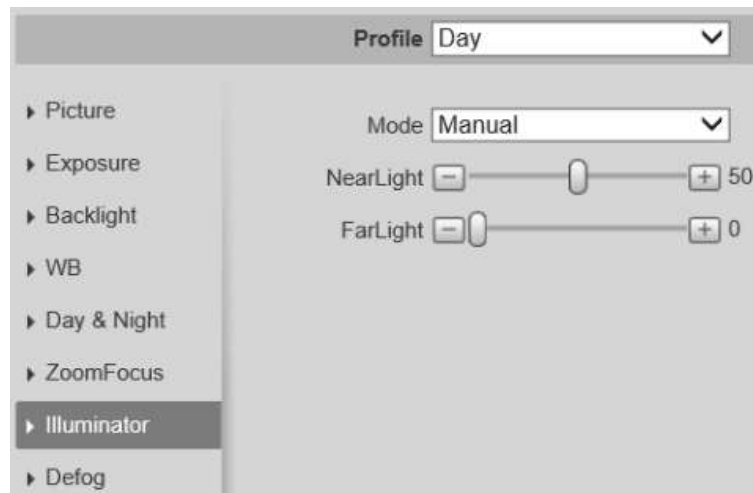 Profile Day
Picture
Mode Manual
Exposure
NearLight 50
Backlight
FarLight 0
WB
Day & Night
ZoomFocus
Illuminator
Defog